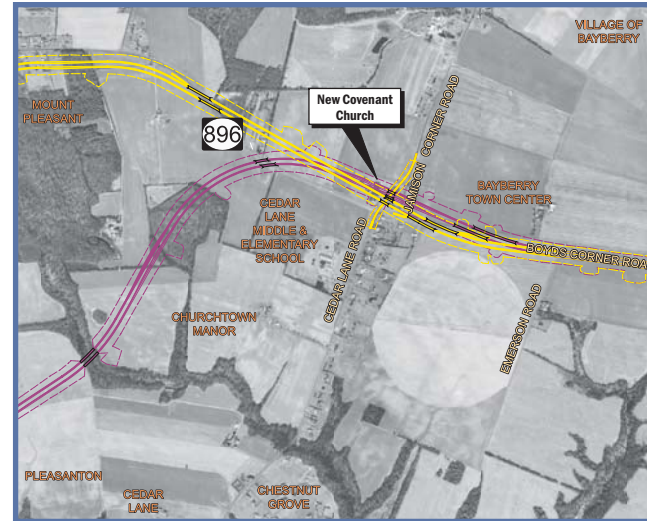 VILLAGE OF
BAYBERRY
MOUNT
PLEASANT
896
New Covenant
Church
JAMISON CORNER ROAD
BAYBERRY
TOWN CENTER
CEDAR
LANE
MIDDLE &
ELEMENTARY
SCHOOL
CEDAR LANE ROAD
BOYDS CORNER ROA
EMERSON ROAD
CHURCHTOWN
MANOR
PLEASANTON
CEDAR
LANE
CHESTNUT
GROVE